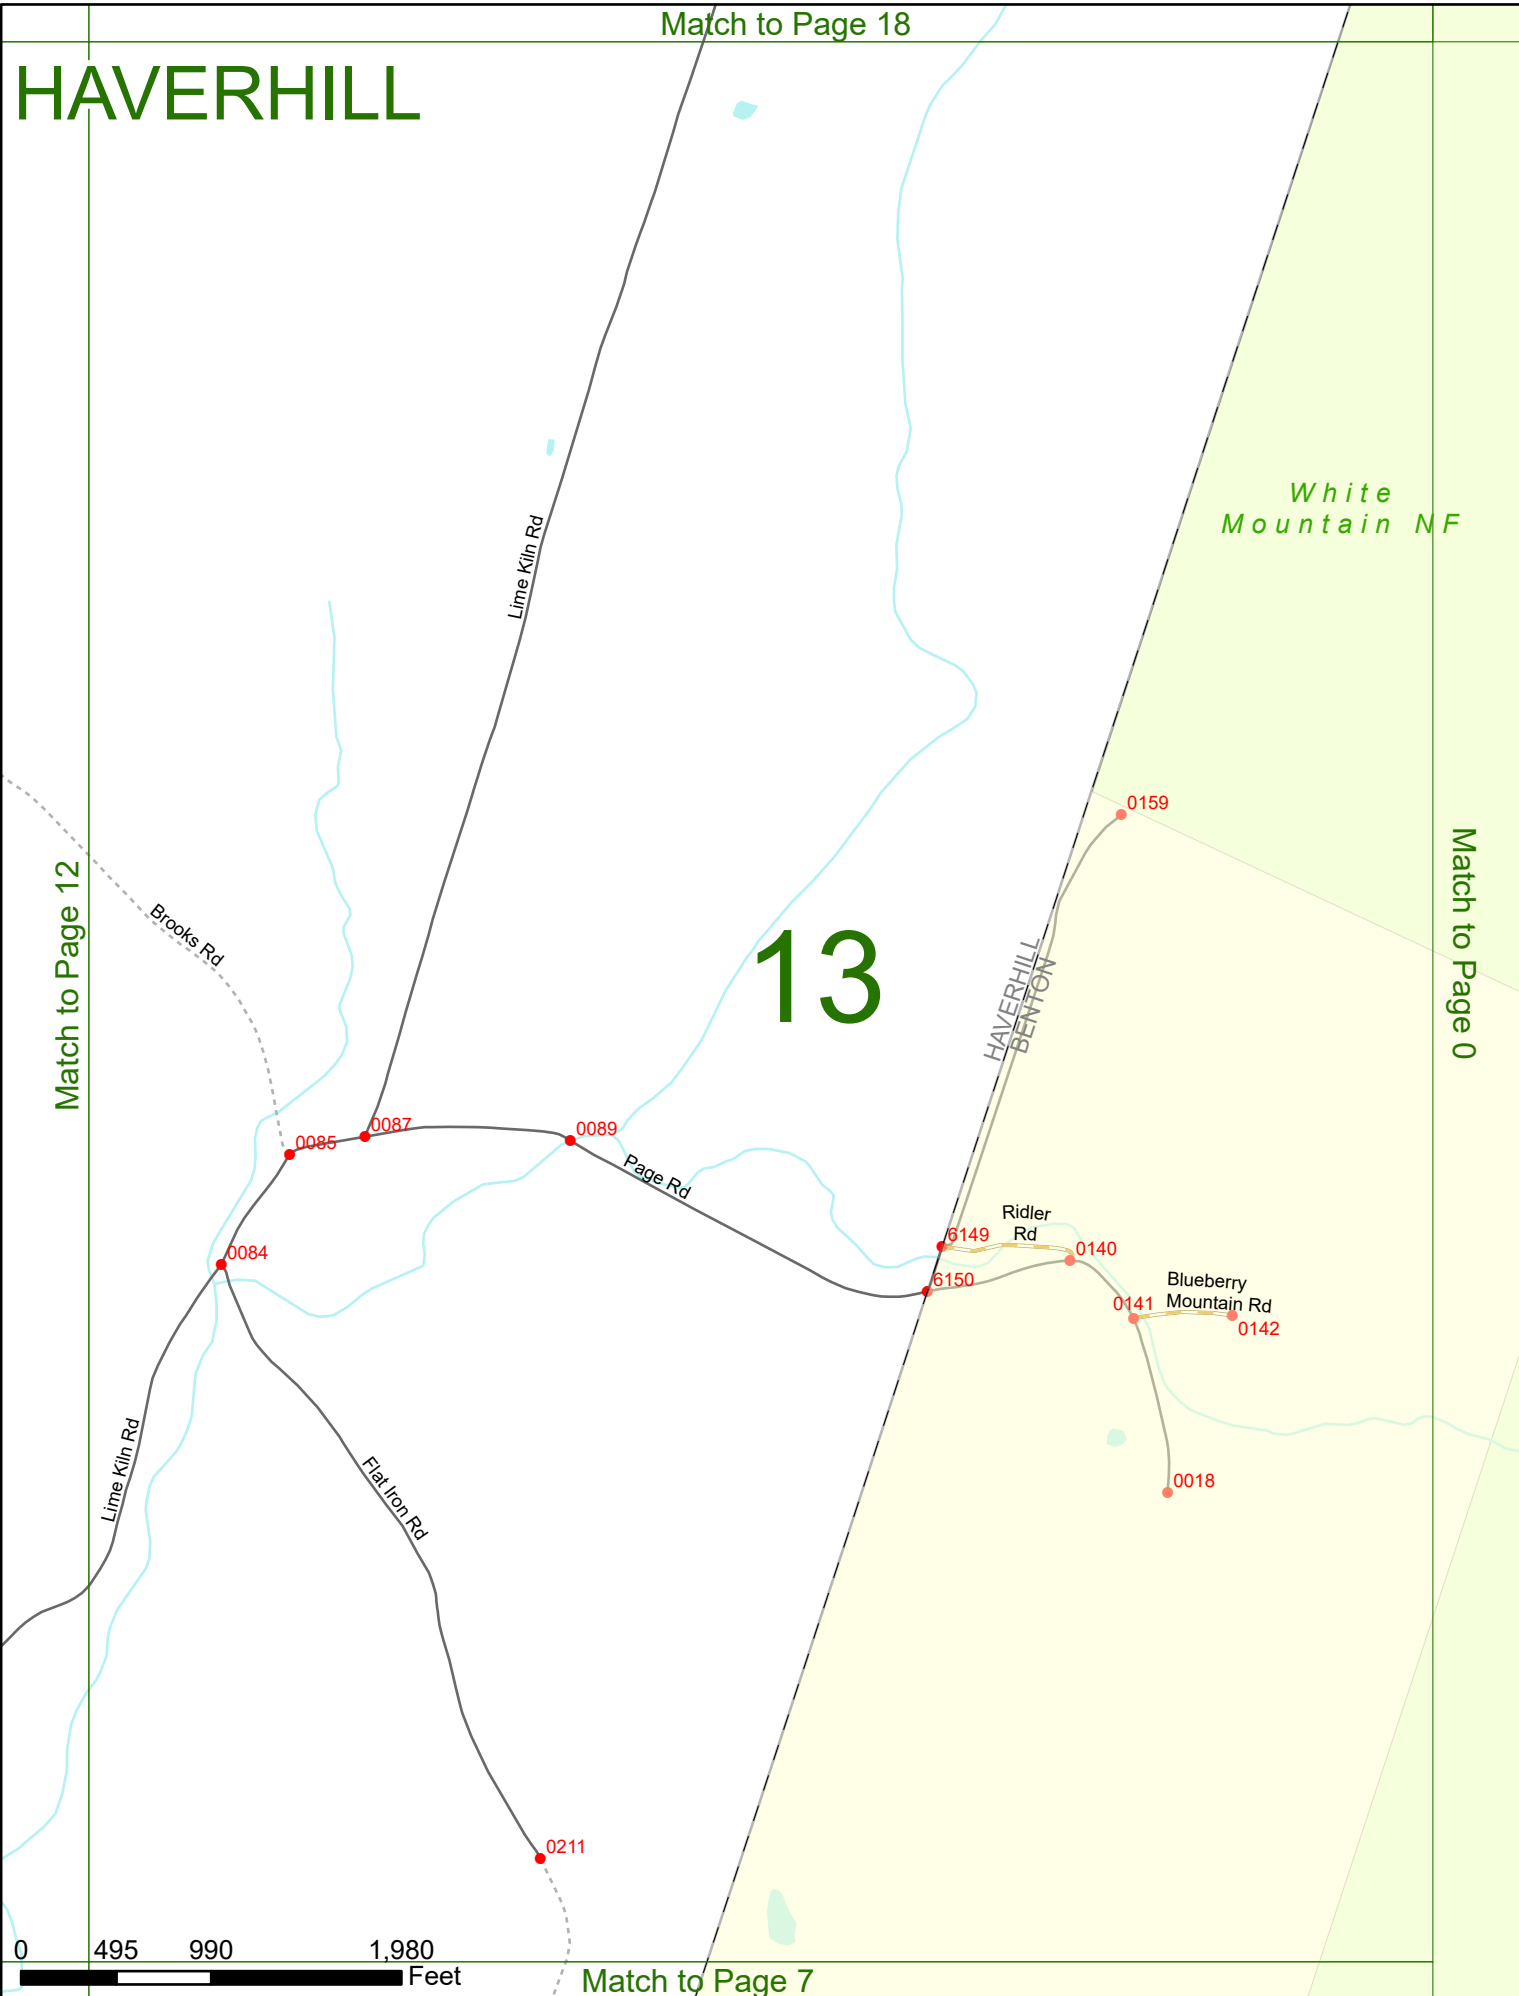 Match to Page 18
HAVERHILL
White
Mountain NF
Lime Kiln Rd
0159
Match to Page 12
Match to Page 0
Brooks Rd
13
HAVERHILL
BENTON
0087
0085
0089
Page Rd
Ridler
Rd
6149
0140
0084
6150
Blueberry
Mountain Rd
0141
0142
Lime Kiln Rd
Flat Iron Rd
0018
0211
0 495 990 1,980
Feet
Match to Page 7